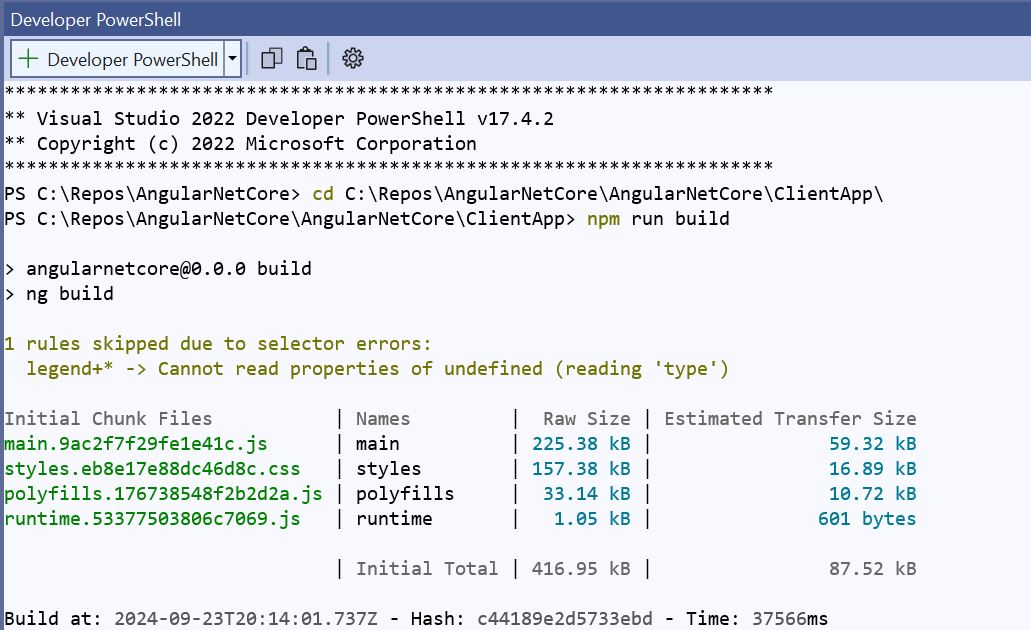 Developer PowerShell
+ Developer PowerShell
**********************************************************************
** Visual Studio 2022 Developer PowerShell v17.4.2
** Copyright (c) 2022 Microsoft Corporation
**********************************************************************
PS C:\Repos\AngularNetCore> cd C:\Repos\AngularNetCore\AngularNetCore\ClientApp\
PS C:\Repos\AngularNetCore\AngularNetCore\ClientApp> npm run build
> angularnetcore@0.0.0 build
> ng build
1 rules skipped due to selector errors:
  legend+* -> Cannot read properties of undefined (reading 'type')
Initial Chunk Files           | Names         |  Raw Size | Estimated Transfer Size
main.9ac2f7f29fe1e41c.js      | main          | 225.38 kB |                59.32 kB
styles.eb8e17e88dc46d8c.css   | styles        | 157.38 kB |                16.89 kB
polyfills.176738548f2b2d2a.js | polyfills     |  33.14 kB |                10.72 kB
runtime.53377503806c7069.js   | runtime       |   1.05 kB |               601 bytes
                              | Initial Total | 416.95 kB |                87.52 kB
Build at: 2024-09-23T20:14:01.737Z - Hash: c44189e2d5733ebd - Time: 37566ms